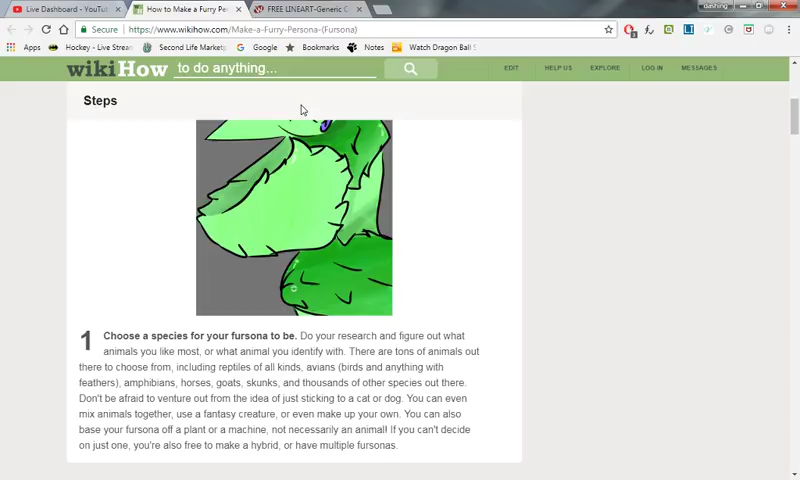 Live Dashboard - YouTu
How to Make a Furry Pe
FREE LINEART-Generic C
dashing
Secure
https://www.wikihow.com/Make-a-Furry-Persona-(Fursona)
Apps
Hockey - Live Stream
Second Life Market
Google
Bookmarks
Notes
Watch Dragon Ball S
wikiHow
to do anything...
EDIT
HELP US
EXPLORE
LOG IN
MESSAGES
Steps
1
Choose a species for your fursona to be. Do your research and figure out what
animals you like most, or what animal you identify with. There are tons of animals out
there to choose from, including reptiles of all kinds, avians (birds and anything with
feathers), amphibians, horses, goats, skunks, and thousands of other species out there.
Don't be afraid to venture out from the idea of just sticking to a cat or dog. You can even
mix animals together, use a fantasy creature, or even make up your own. You can also
base your fursona off a plant or a machine, not necessarily an animal! If you can't decide
on just one, you're also free to make a hybrid, or have multiple fursonas.